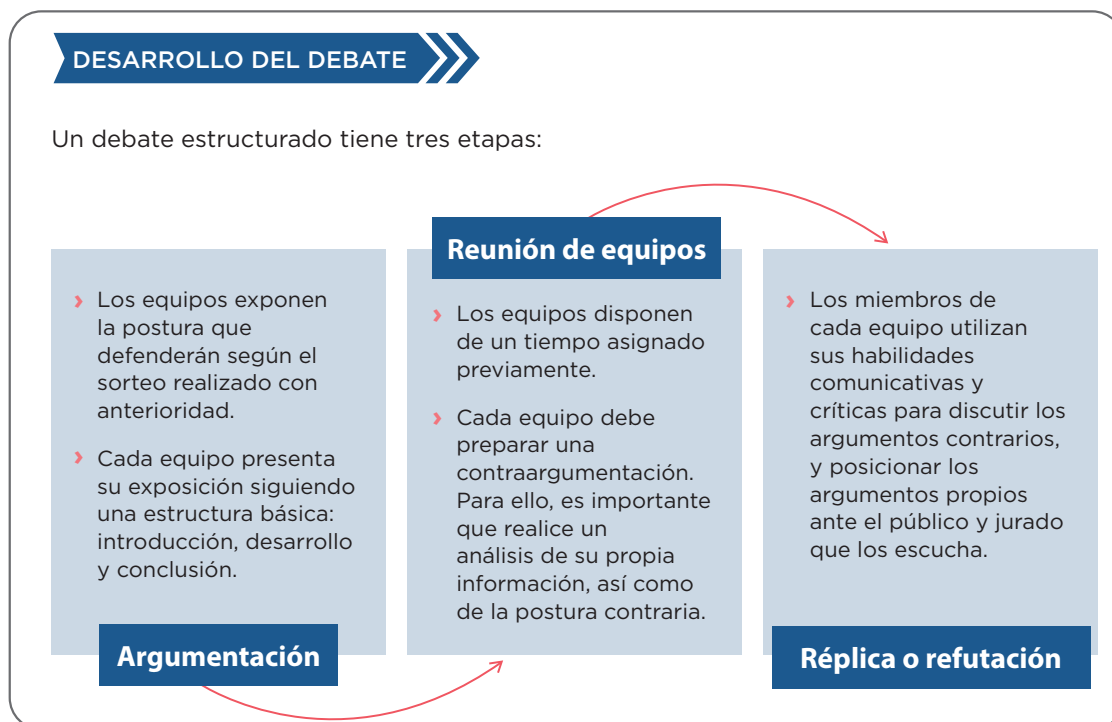 DESARROLLO DEL DEBATE
Un debate estructurado tiene tres etapas:
› Los equipos exponen
la postura que
defenderán según el
sorteo realizado con
anterioridad.
› Cada equipo presenta
su exposición siguiendo
una estructura básica:
introducción, desarrollo
y conclusión.
Argumentación
Reunión de equipos
› Los equipos disponen
de un tiempo asignado
previamente.
› Cada equipo debe
preparar una
contraargumentación.
Para ello, es importante
que realice un
análisis de su propia
información, así como
de la postura contraria.
› Los miembros de
cada equipo utilizan
sus habilidades
comunicativas y
críticas para discutir los
argumentos contrarios,
y posicionar los
argumentos propios
ante el público y jurado
que los escucha.
Réplica o refutación